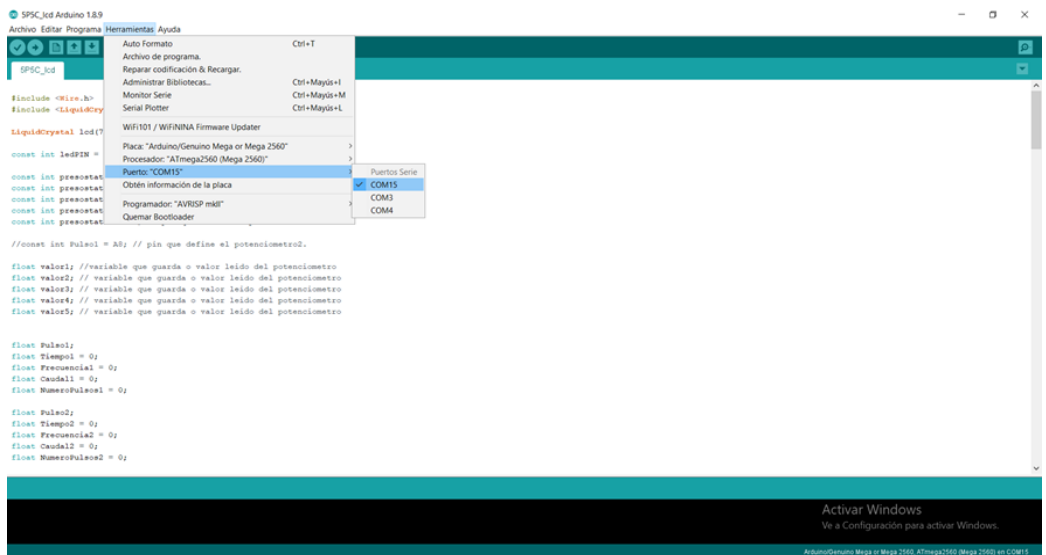 5P5C_lcd Arduino 1.8.9
Archivo Editar Programa Herramientas Ayuda
Auto Formato Ctrl+T
Archivo de programa.
Reparar codificación & Recargar.
Administrar Bibliotecas... Ctrl+Mayús+I
Monitor Serie Ctrl+Mayús+M
Serial Plotter Ctrl+Mayús+L
WiFi101 / WiFiNINA Firmware Updater
Placa: "Arduino/Genuino Mega or Mega 2560"
Procesador: "ATmega2560 (Mega 2560)"
Puerto: "COM15"
Obtén información de la placa
Programador: "AVRISP mkII"
Quemar Bootloader
Puertos Serie
COM15
COM3
COM4
5P5C_lcd
#include <Wire.h>
#include <LiquidCry
LiquidCrystal lcd(7
const int ledPIN =
const int presostat
const int presostat
const int presostat
const int presostat
const int presostat
//const int Pulso1 = A8; // pin que define el potenciometro2.
float valor1; //variable que guarda o valor leido del potenciometro
float valor2; // variable que guarda o valor leido del potenciometro
float valor3; // variable que guarda o valor leido del potenciometro
float valor4; // variable que guarda o valor leido del potenciometro
float valor5; // variable que guarda o valor leido del potenciometro
float Pulso1;
float Tiempo1 = 0;
float Frecuencia1 = 0;
float Caudal1 = 0;
float NumeroPulsos1 = 0;
float Pulso2;
float Tiempo2 = 0;
float Frecuencia2 = 0;
float Caudal2 = 0;
float NumeroPulsos2 = 0;
Activar Windows
Ve a Configuración para activar Windows.
Arduino/Genuino Mega or Mega 2560, ATmega2560 (Mega 2560) en COM15